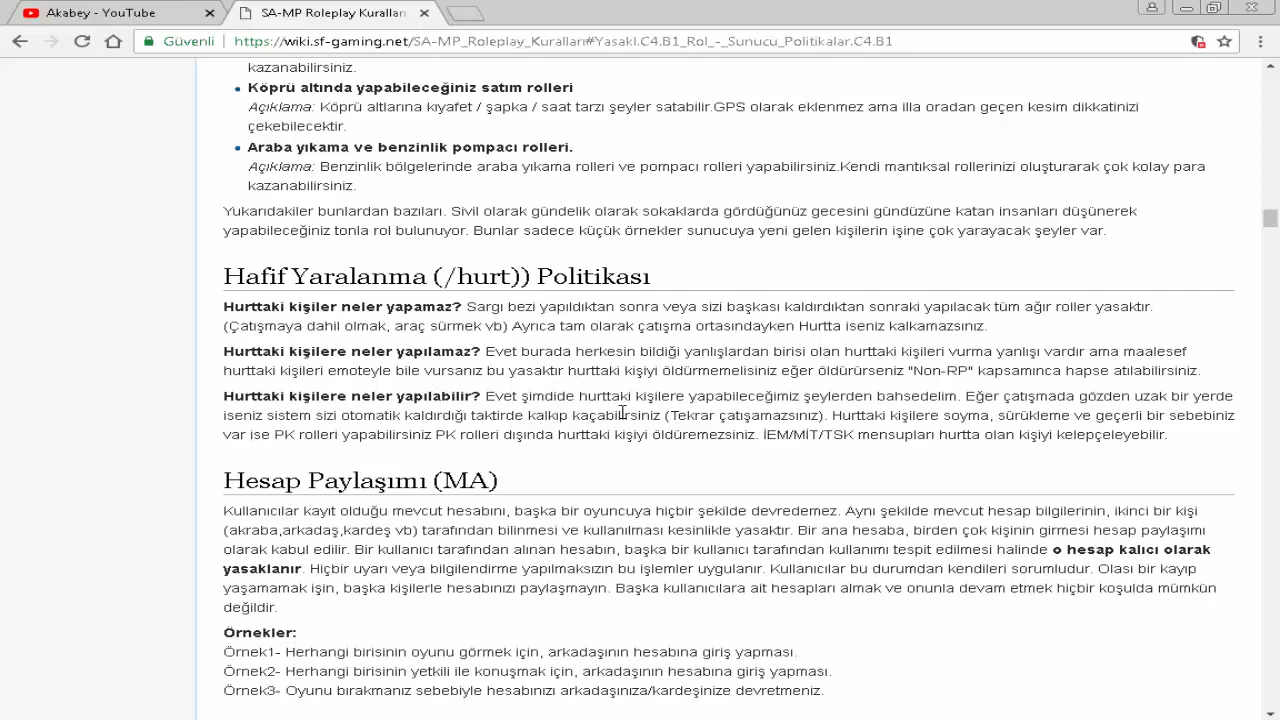 Akabey - YouTube
SA-MP Roleplay Kuralları
Güvenli
https://wiki.sf-gaming.net/SA-MP_Roleplay_Kuralları#Yasakl.C4.B1_Rol_-_Sunucu_Politikalar.C4.B1
kazanabilirsiniz.
Köprü altında yapabileceğiniz satım rolleri
Açıklama: Köprü altlarına kıyafet / şapka / saat tarzı şeyler satabilir.GPS olarak eklenmez ama illa oradan geçen kesim dikkatinizi
çekebilecektir.
Araba yıkama ve benzinlik pompacı rolleri.
Açıklama: Benzinlik bölgelerinde araba yıkama rolleri ve pompacı rolleri yapabilirsiniz.Kendi mantıksal rollerinizi oluşturarak çok kolay para
kazanabilirsiniz.
Yukarıdakiler bunlardan bazıları. Sivil olarak gündelik olarak sokaklarda gördüğünüz gecesini gündüzüne katan insanları düşünerek
yapabileceğiniz tonla rol bulunuyor. Bunlar sadece küçük örnekler sunucuya yeni gelen kişilerin işine çok yarayacak şeyler var.
Hafif Yaralanma (/hurt)) Politikası
Hurttaki kişiler neler yapamaz? Sargı bezi yapıldıktan sonra veya sizi başkası kaldırdıktan sonraki yapılacak tüm ağır roller yasaktır.
(Çatışmaya dahil olmak, araç sürmek vb) Ayrıca tam olarak çatışma ortasındayken Hurtta iseniz kalkamazsınız.
Hurttaki kişilere neler yapılamaz? Evet burada herkesin bildiği yanlışlardan birisi olan hurttaki kişileri vurma yanlışı vardır ama maalesef
hurttaki kişileri emoteyle bile vursanız bu yasaktır hurttaki kişiyi öldürmemelisiniz eğer öldürürseniz "Non-RP" kapsamınca hapse atılabilirsiniz.
Hurttaki kişilere neler yapılabilir? Evet şimdide hurttaki kişilere yapabileceğimiz şeylerden bahsedelim. Eğer çatışmada gözden uzak bir yerde
iseniz sistem sizi otomatik kaldırdığı taktirde kalkıp kaçabilirsiniz (Tekrar çatışamazsınız). Hurttaki kişilere soyma, sürükleme ve geçerli bir sebebiniz
var ise PK rolleri yapabilirsiniz PK rolleri dışında hurttaki kişiyi öldüremezsiniz. İEM/MİT/TSK mensupları hurtta olan kişiyi kelepçeleyebilir.
Hesap Paylaşımı (MA)
Kullanıcılar kayıt olduğu mevcut hesabını, başka bir oyuncuya hiçbir şekilde devredemez. Aynı şekilde mevcut hesap bilgilerinin, ikinci bir kişi
(akraba,arkadaş,kardeş vb) tarafından bilinmesi ve kullanılması kesinlikle yasaktır. Bir ana hesaba, birden çok kişinin girmesi hesap paylaşımı
olarak kabul edilir. Bir kullanıcı tarafından alınan hesabın, başka bir kullanıcı tarafından kullanımı tespit edilmesi halinde o hesap kalıcı olarak
yasaklanır. Hiçbir uyarı veya bilgilendirme yapılmaksızın bu işlemler uygulanır. Kullanıcılar bu durumdan kendileri sorumludur. Olası bir kayıp
yaşamamak için, başka kişilerle hesabınızı paylaşmayın. Başka kullanıcılara ait hesapları almak ve onunla devam etmek hiçbir koşulda mümkün
değildir.
Örnekler:
Örnek1- Herhangi birisinin oyunu görmek için, arkadaşının hesabına giriş yapması.
Örnek2- Herhangi birisinin yetkili ile konuşmak için, arkadaşının hesabına giriş yapması.
Örnek3- Oyunu bırakmanız sebebiyle hesabınızı arkadaşınıza/kardeşinize devretmeniz.